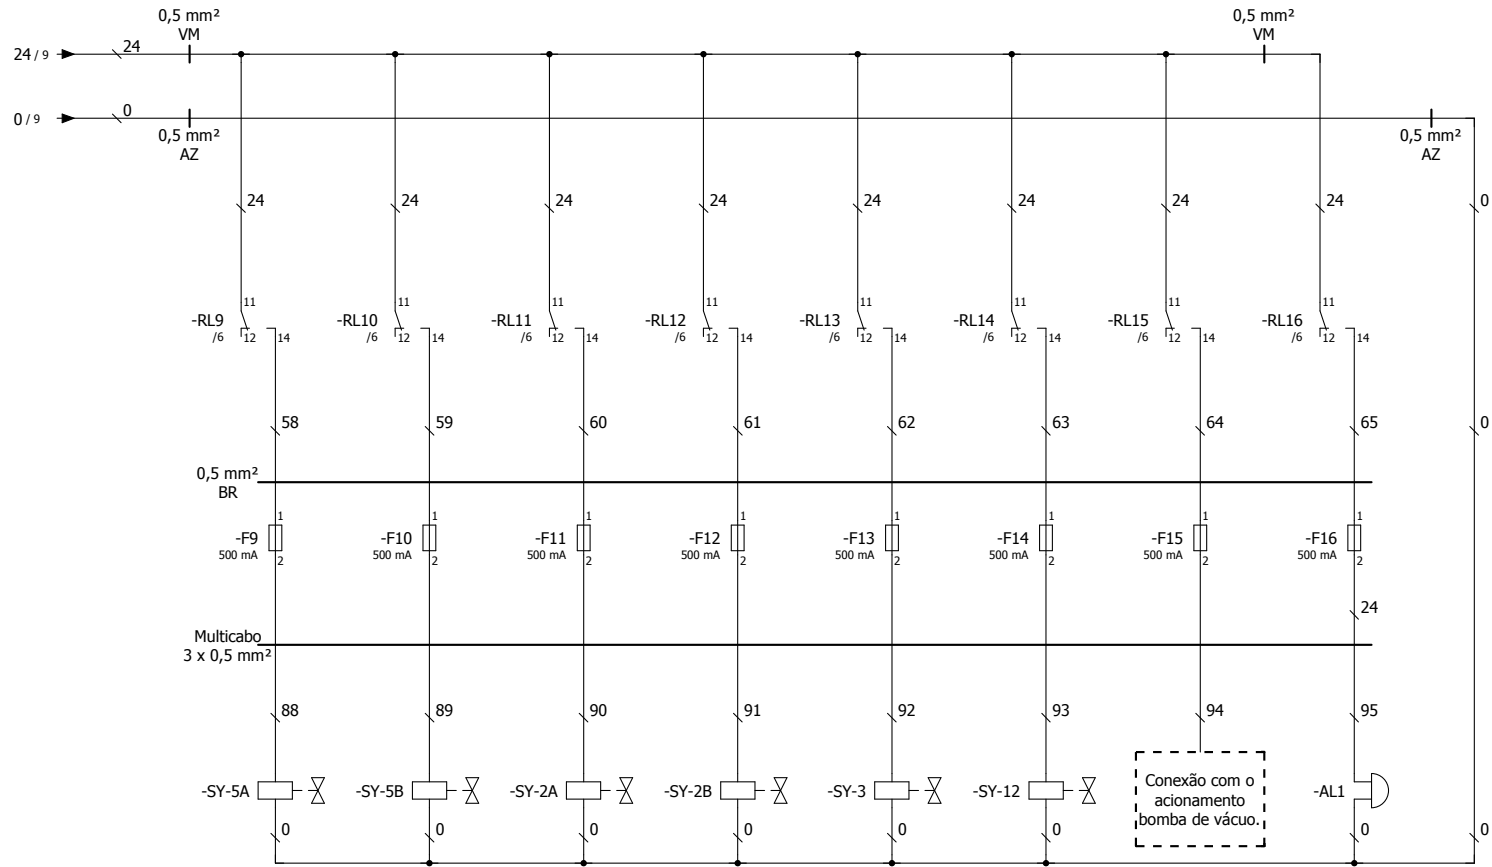 0,5 mm²
VM
0,5 mm²
VM
24 / 9
24
0 / 9
0
0,5 mm²
AZ
0,5 mm²
AZ
24 24 24 24 24 24 24 24 0
11 11 11 11 11 11 11 11
-RL9 -RL10 -RL11 -RL12 -RL13 -RL14 -RL15 -RL16
/6 12 14 /6 12 14 /6 12 14 /6 12 14 /6 12 14 /6 12 14 /6 12 14 /6 12 14
58 59 60 61 62 63 64 65 0
0,5 mm²
BR
1 1 1 1 1 1 1 1
-F9 -F10 -F11 -F12 -F13 -F14 -F15 -F16
500 mA 500 mA 500 mA 500 mA 500 mA 500 mA 500 mA 500 mA
2 2 2 2 2 2 2 2
24
Multicabo
3 x 0,5 mm²
88 89 90 91 92 93 94 95
-SY-5A -SY-5B -SY-2A -SY-2B -SY-3 -SY-12
Conexão com o
acionamento
bomba de vácuo.
-AL1
0 0 0 0 0 0 0 0